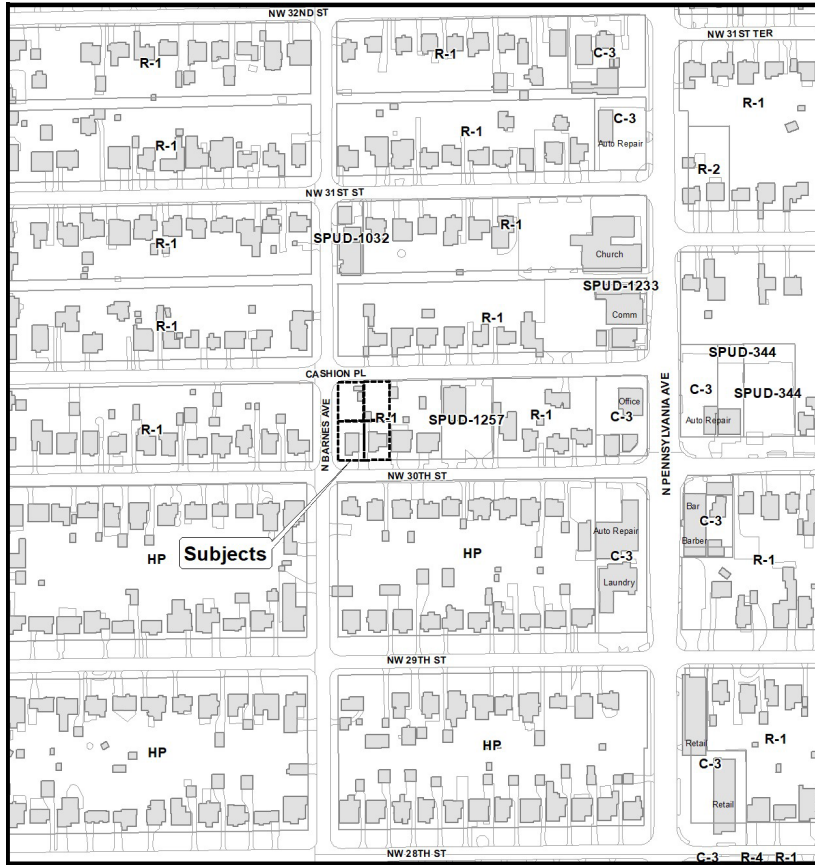 NW 32ND ST
NW 31ST TER
R-1
R-1
C-3
R-1
R-1
R-1
C-3
Auto Repair
R-2
NW 31ST ST
R-1
SPUD-1032
R-1
Church
SPUD-1233
Comm
R-1
R-1
CASHION PL
SPUD-344
C-3
SPUD-344
Auto Repair
N BARNES AVE
R-1
R-1
SPUD-1257
R-1
Office
C-3
N PENNSYLVANIA AVE
NW 30TH ST
Subjects
HP
HP
Auto Repair
C-3
Laundry
Bar
C-3
Barber
R-1
NW 29TH ST
HP
HP
Retail
C-3
R-1
Retail
NW 28TH ST
C-3 R-4 R-1